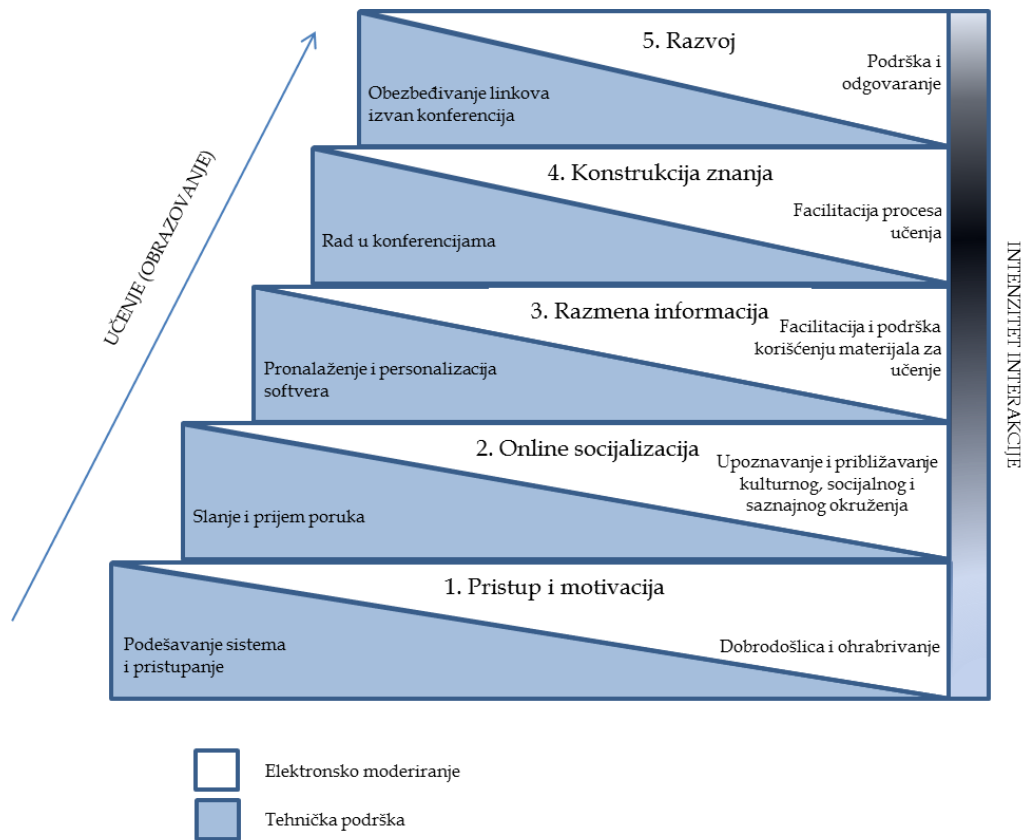 5. Razvoj
Podrška i
odgovaranje
Obezbeđivanje linkova
izvan konferencija
4. Konstrukcija znanja
Facilitacija procesa
učenja
Rad u konferencijama
3. Razmena informacija
Facilitacija i podrška
korišćenju materijala za
učenje
Pronalaženje i personalizacija
softvera
2. Online socijalizacija
Upoznavanje i približavanje
kulturnog, socijalnog i
saznajnog okruženja
Slanje i prijem poruka
1. Pristup i motivacija
Podešavanje sistema
i pristupanje
Dobrodošlica i ohrabrivanje
UČENJE (OBRAZOVANJE)
INTENZITET INTERAKCIJE
Elektronsko moderiranje
Tehnička podrška